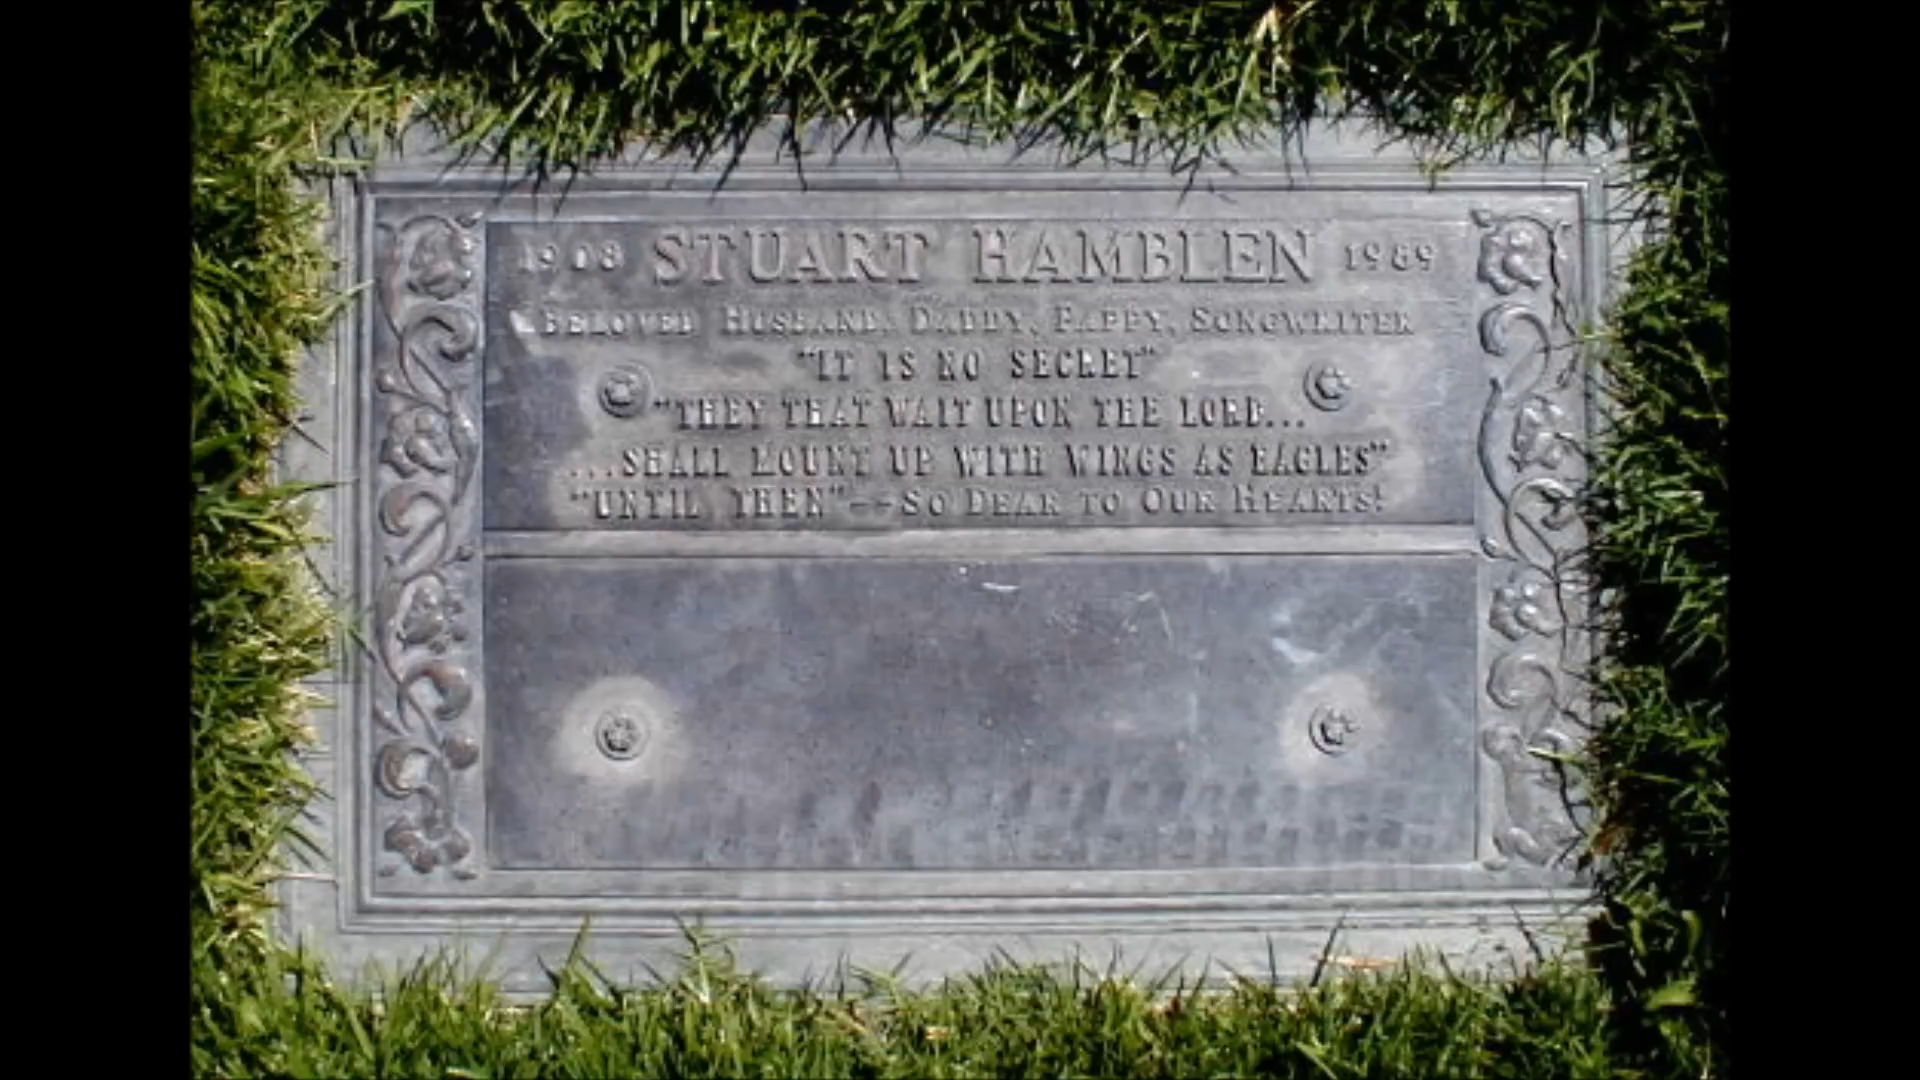 1908 STUART HAMBLEN 1989
BELOVED HUSBAND, DADDY, PAPPY, SONGWRITER
"IT IS NO SECRET"
"THEY THAT WAIT UPON THE LORD...
...SHALL MOUNT UP WITH WINGS AS EAGLES"
"UNTIL THEN"--SO DEAR TO OUR HEARTS!